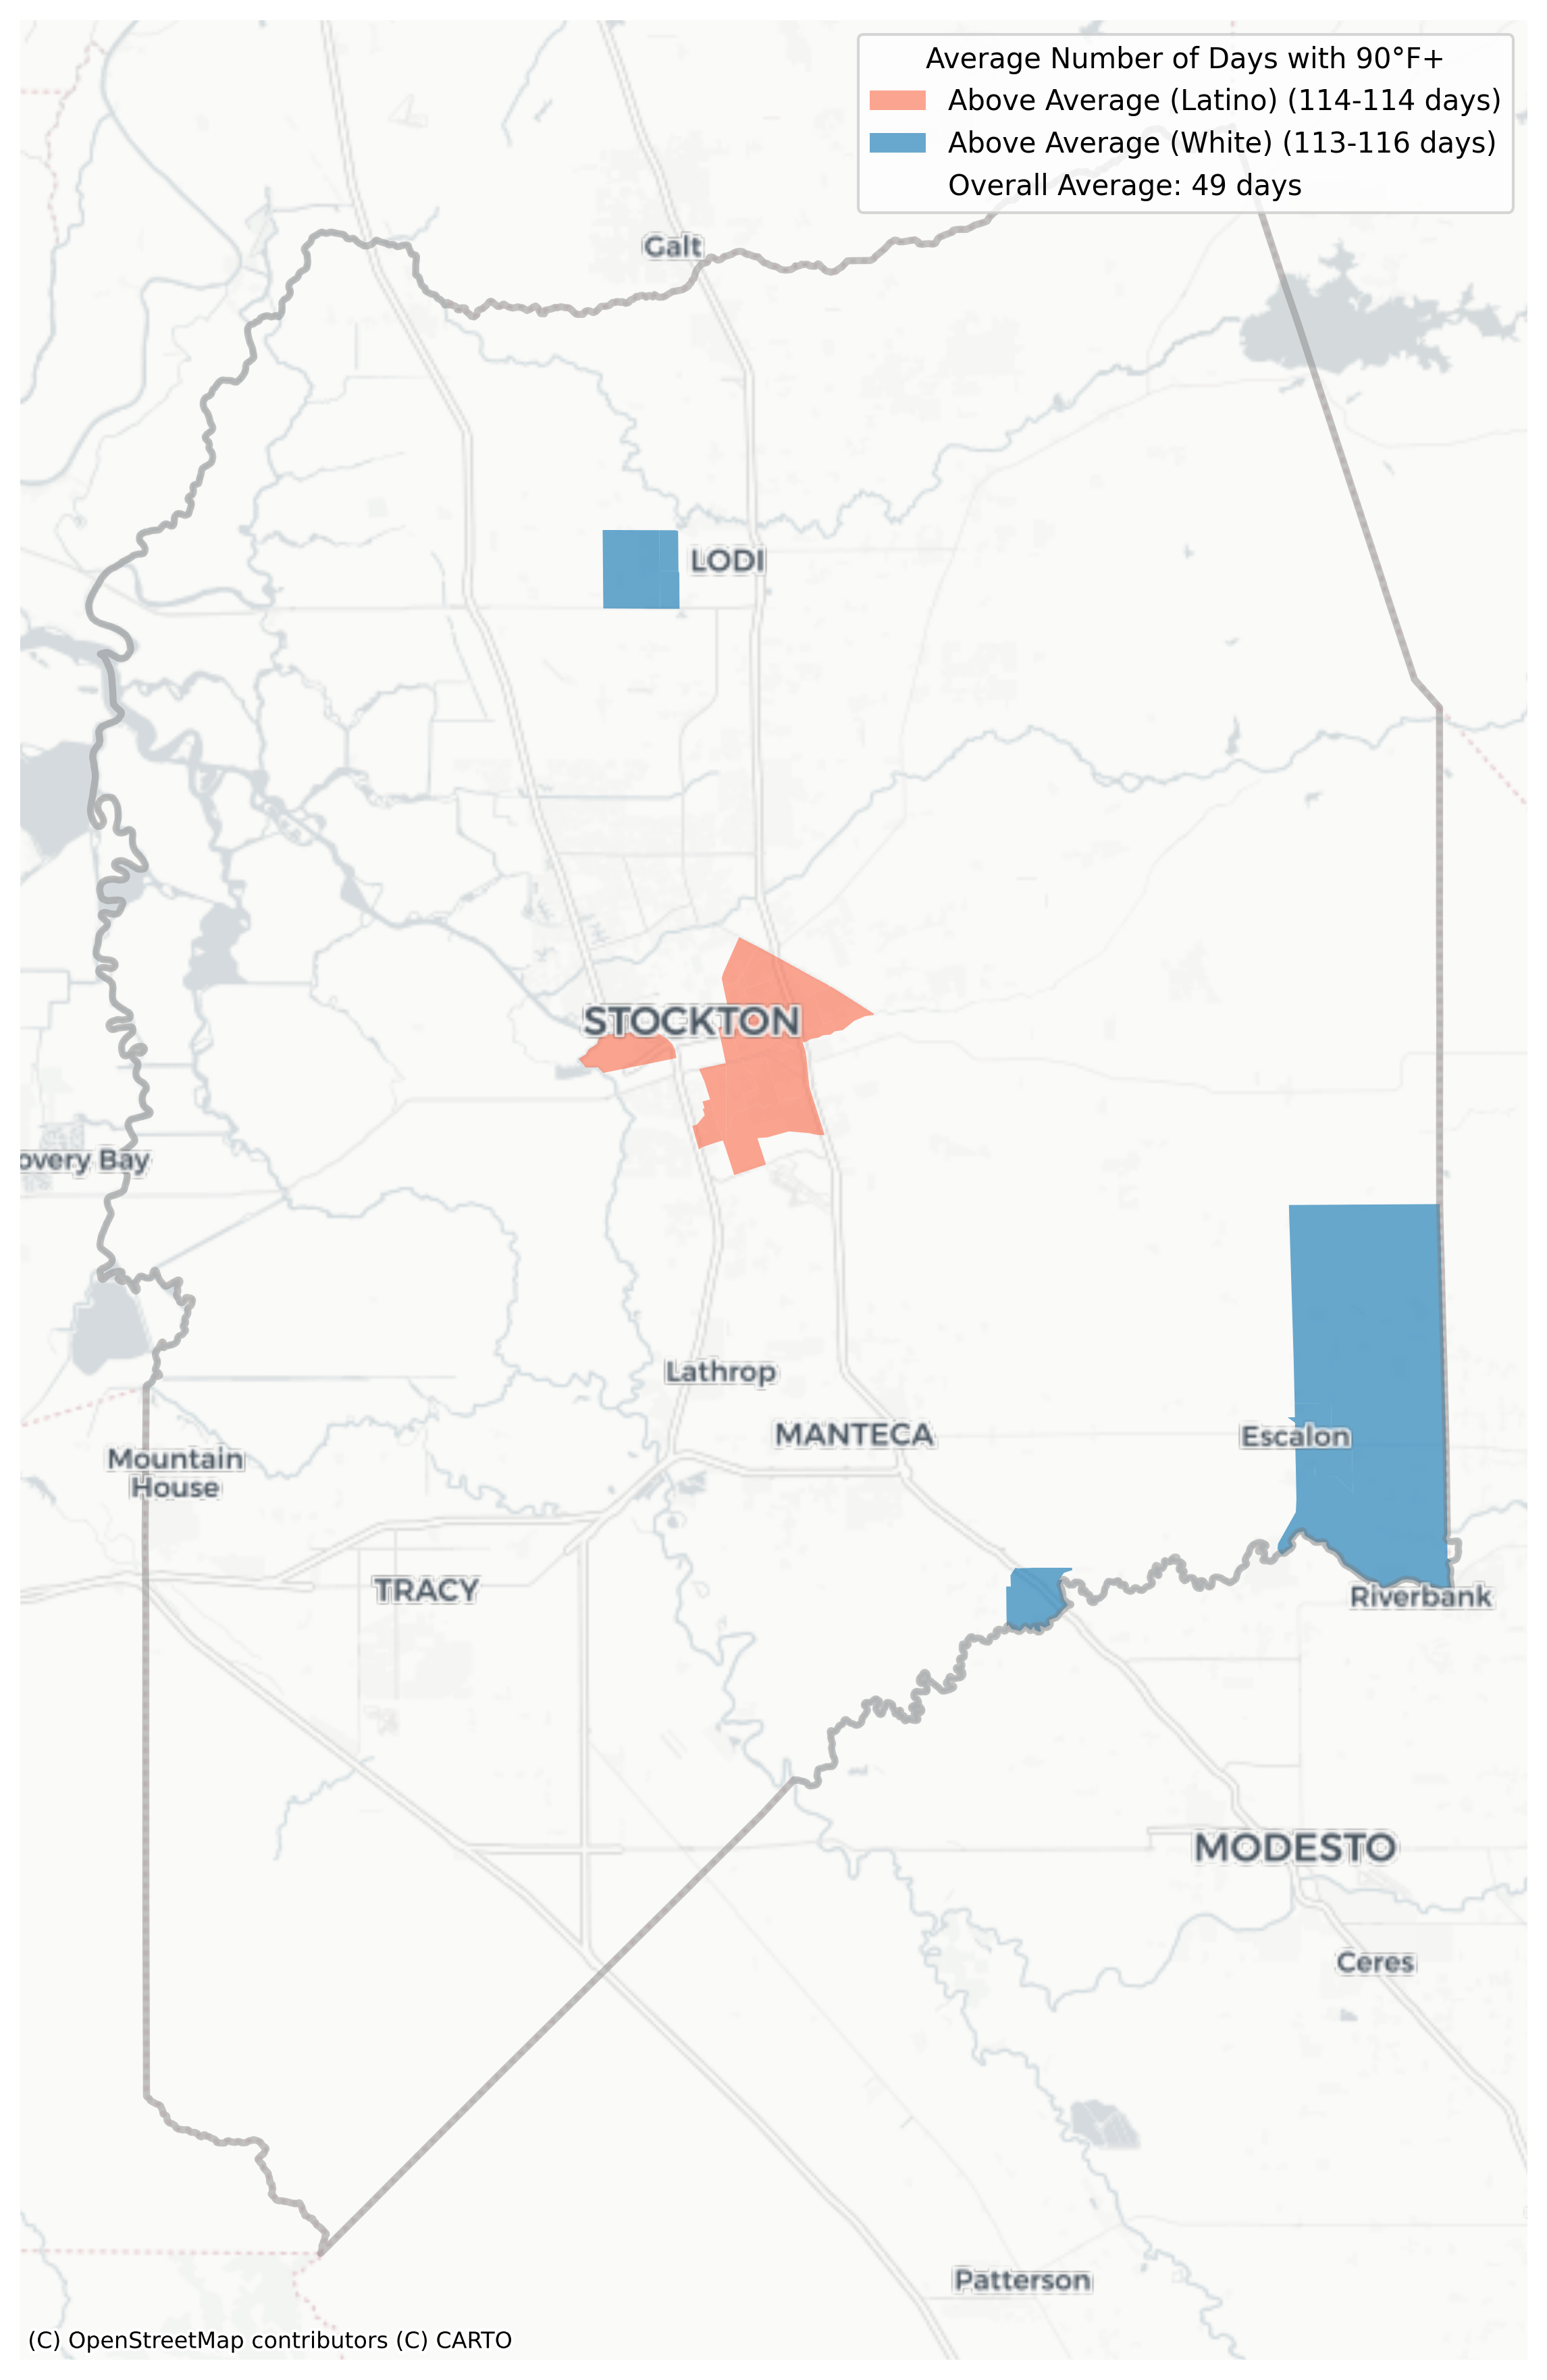 Average Number of Days with 90°F+
Above Average (Latino) (114-114 days)
Above Average (White) (113-116 days)
Overall Average: 49 days
Galt
LODI
STOCKTON
overy Bay
Lathrop
MANTECA
Escalon
Mountain
House
TRACY
Riverbank
MODESTO
Ceres
Patterson
(C) OpenStreetMap contributors (C) CARTO